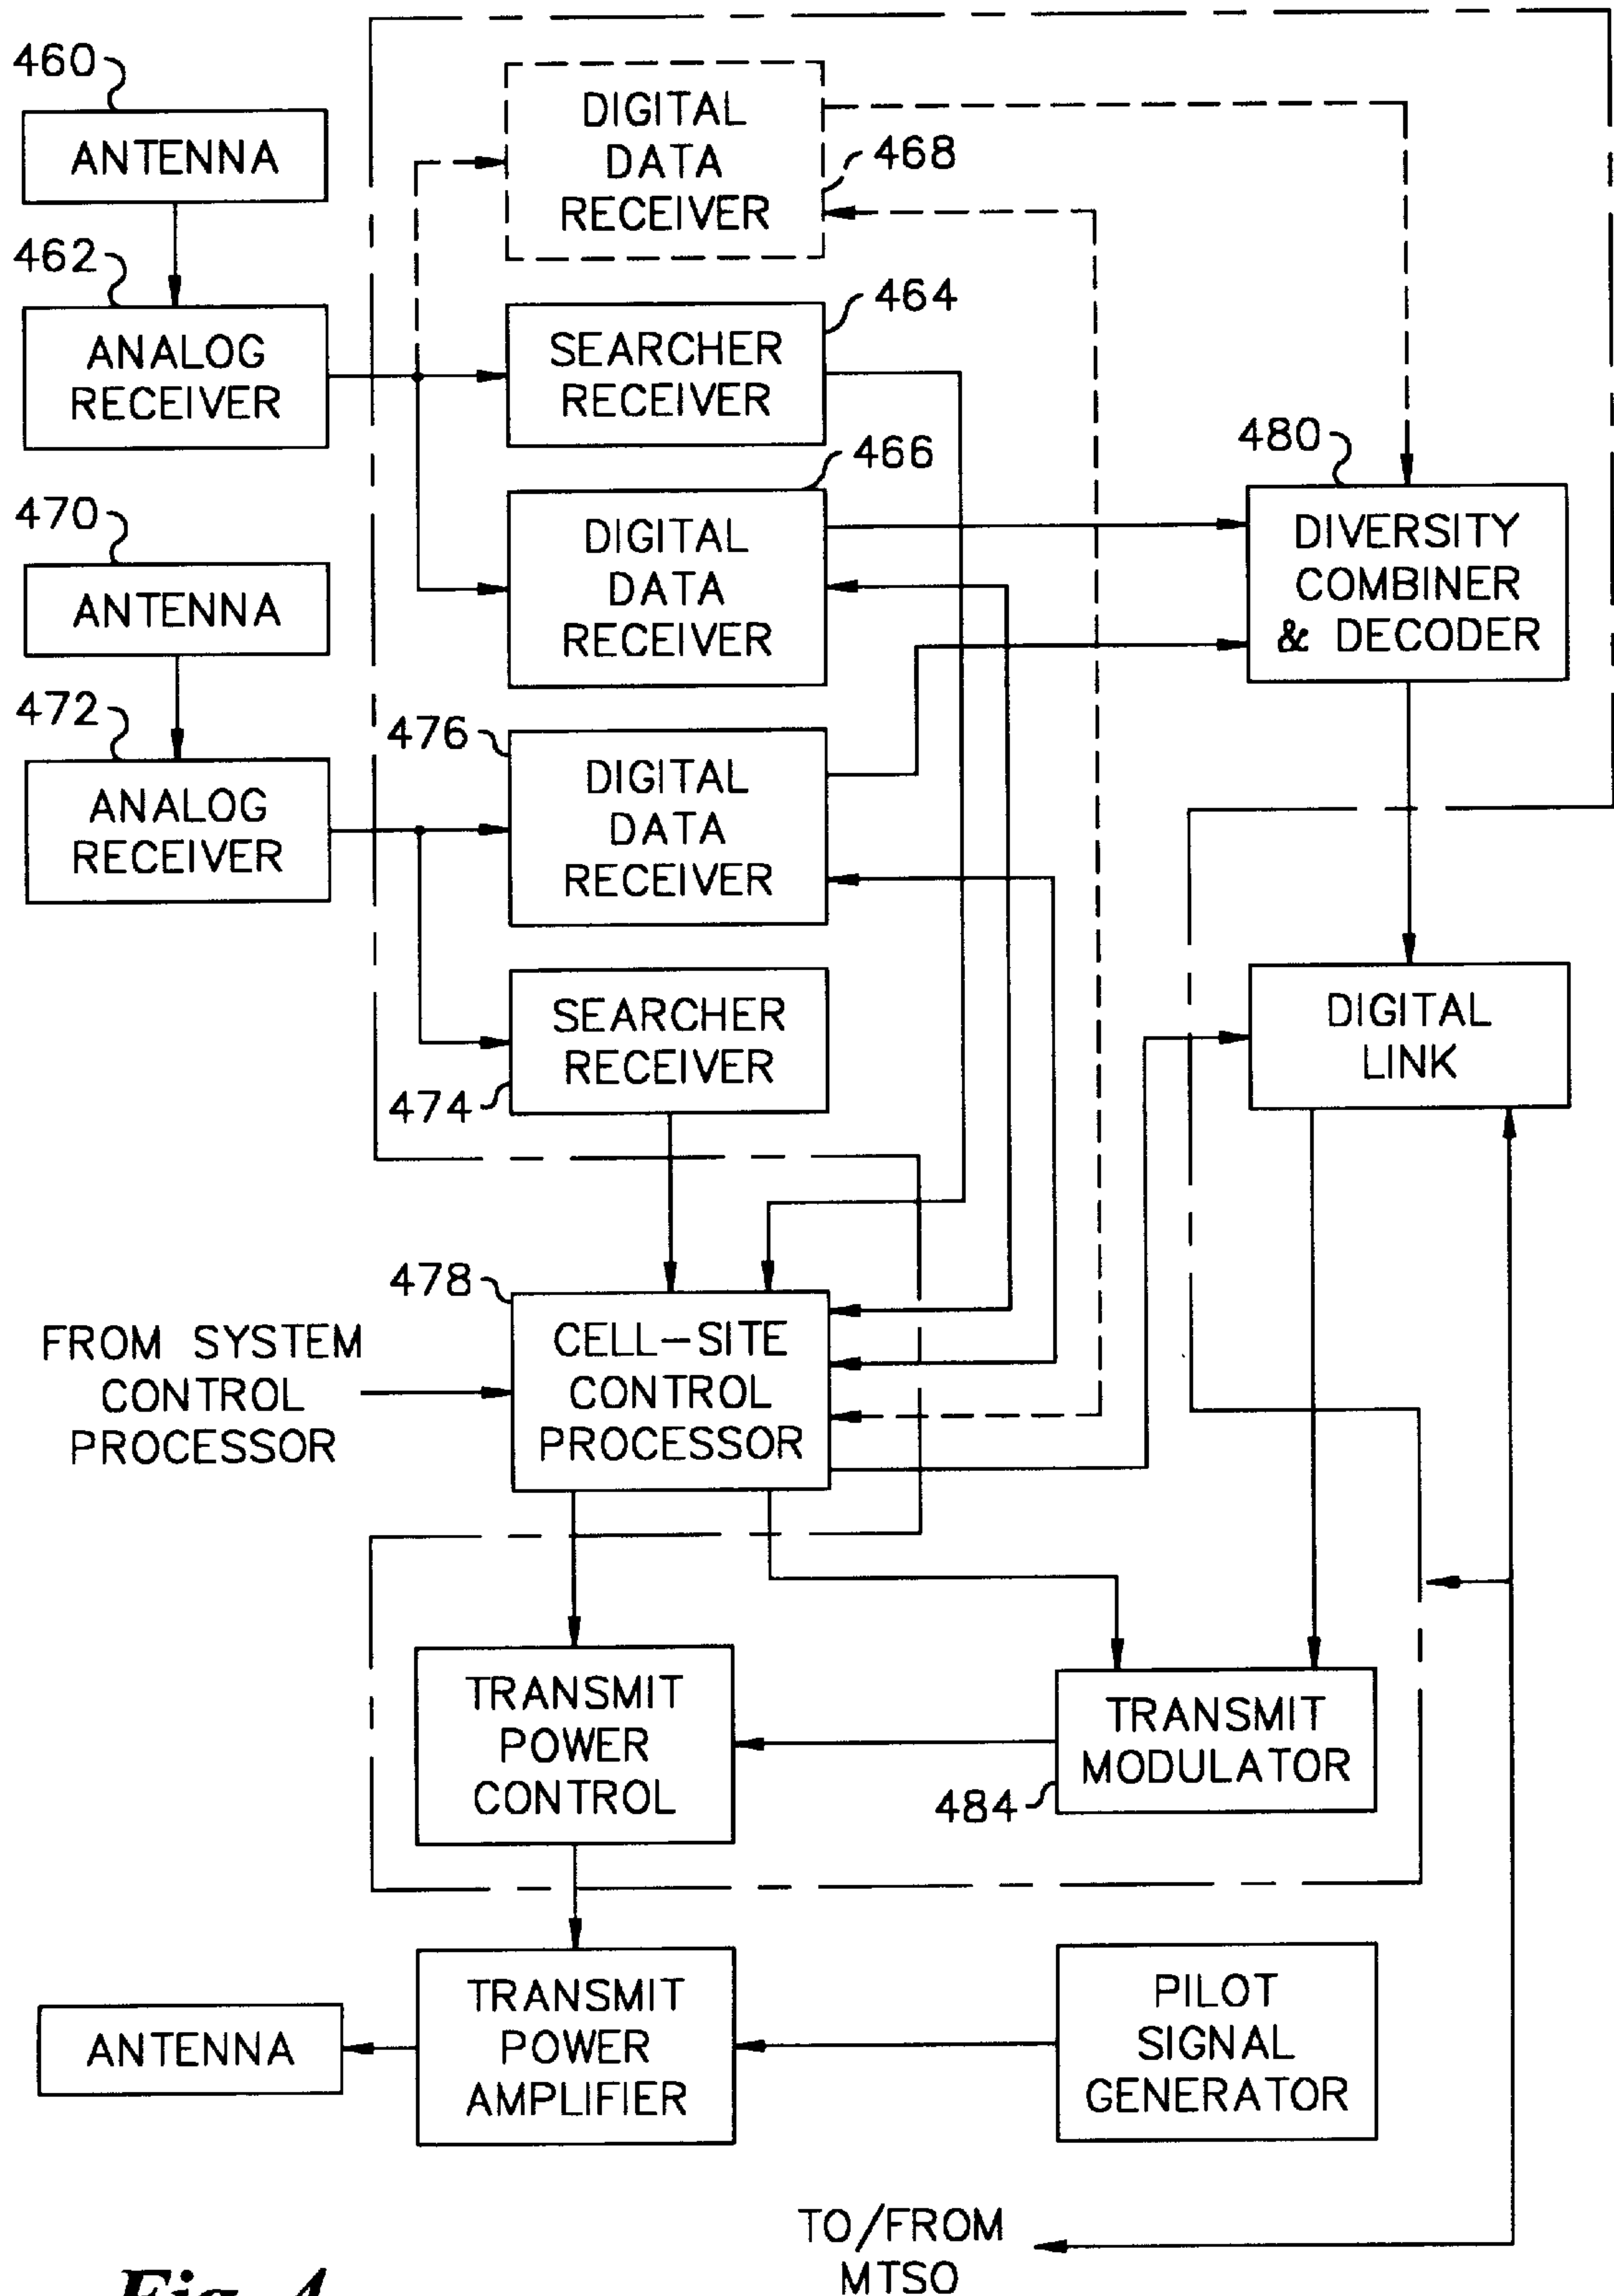 460
ANTENNA
462
ANALOG
RECEIVER
DIGITAL
DATA
RECEIVER
468
SEARCHER
RECEIVER
464
466
DIGITAL
DATA
RECEIVER
480
DIVERSITY
COMBINER
& DECODER
470
ANTENNA
472
ANALOG
RECEIVER
476
DIGITAL
DATA
RECEIVER
SEARCHER
RECEIVER
474
DIGITAL
LINK
478
FROM SYSTEM
CONTROL
PROCESSOR
CELL-SITE
CONTROL
PROCESSOR
TRANSMIT
POWER
CONTROL
TRANSMIT
MODULATOR
484
ANTENNA
TRANSMIT
POWER
AMPLIFIER
PILOT
SIGNAL
GENERATOR
TO/FROM
MTSO
Fig. 4